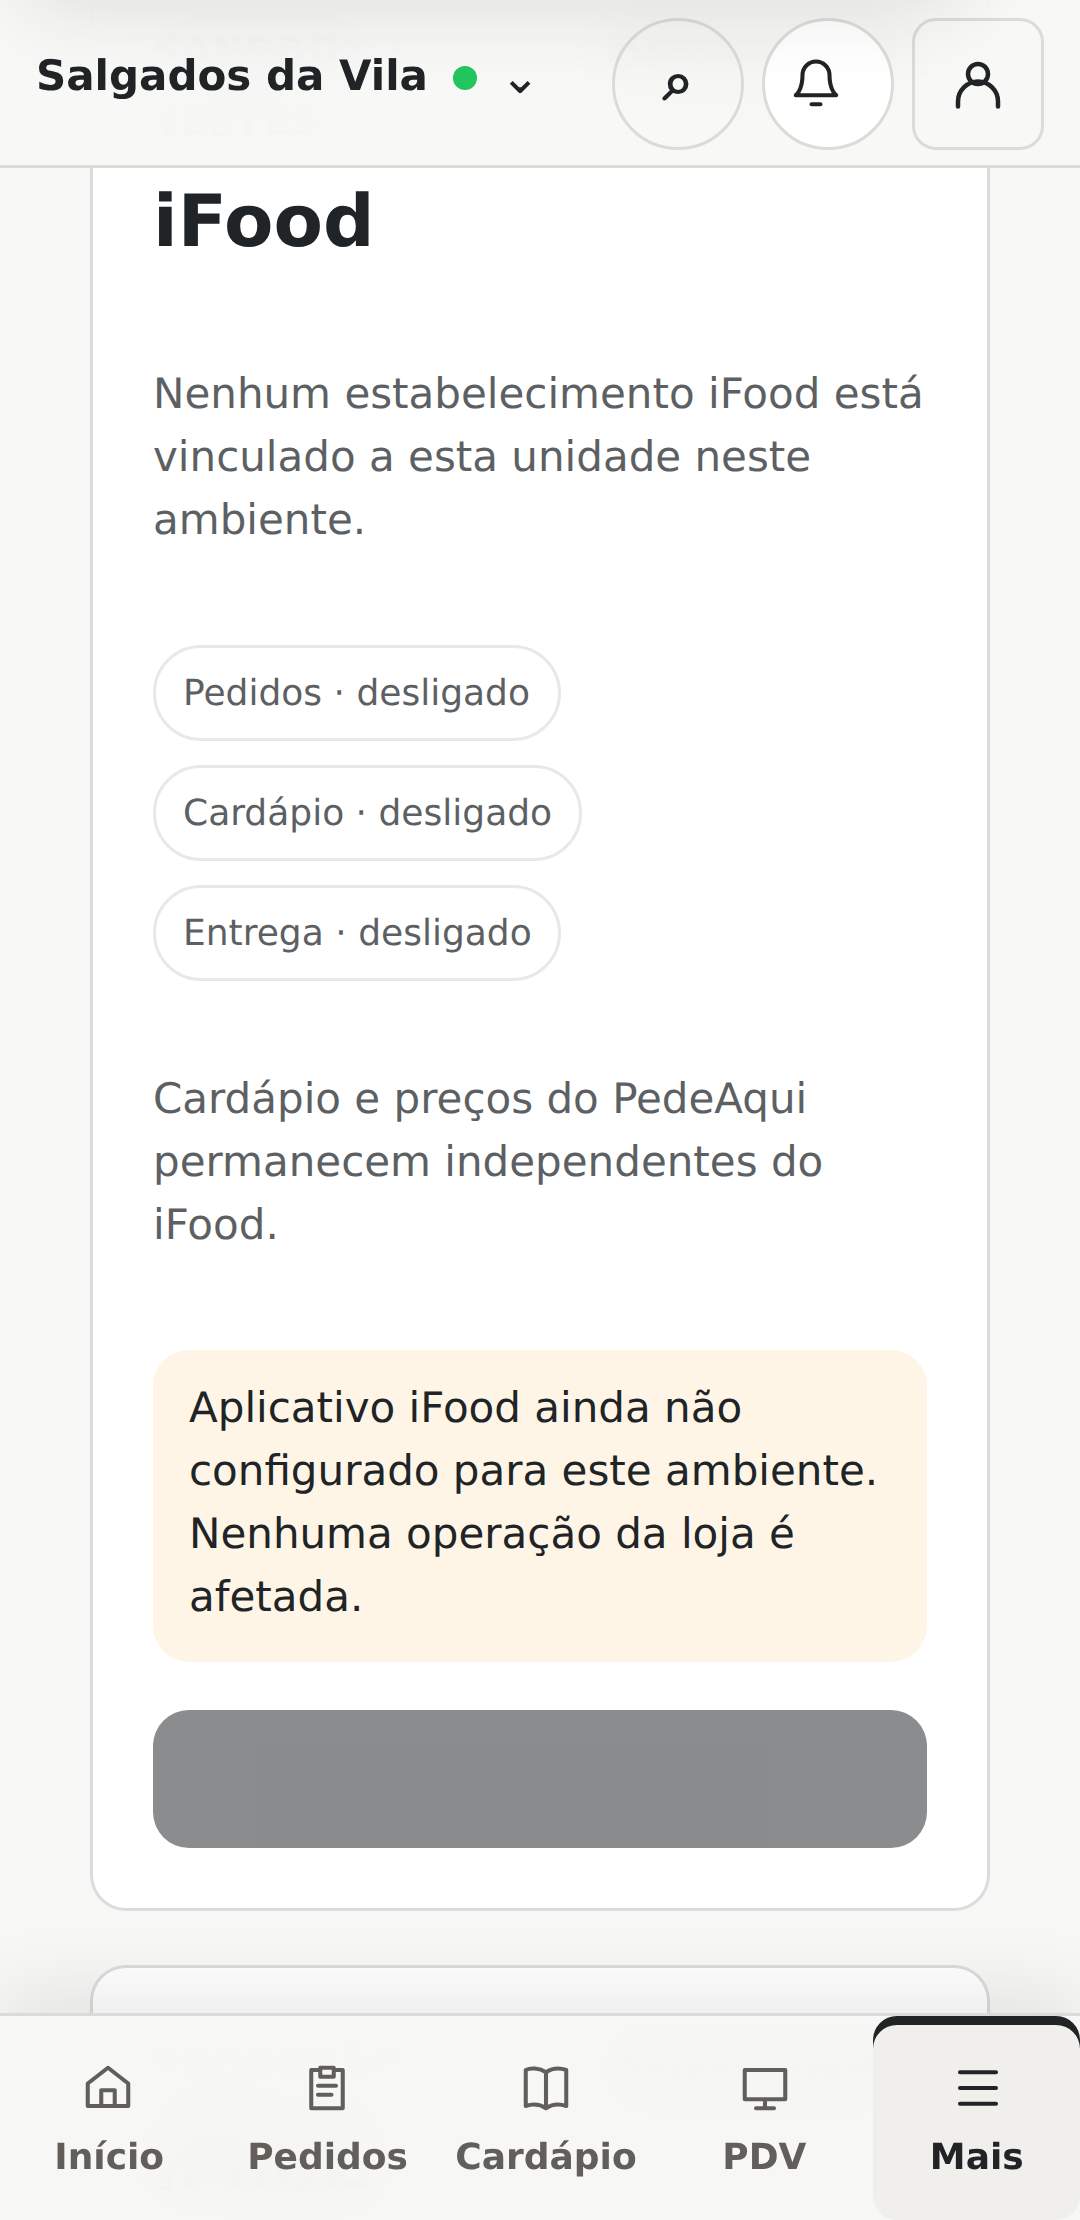 Salgados da Vila
iFood
Nenhum estabelecimento iFood está
vinculado a esta unidade neste
ambiente.
Pedidos · desligado
Cardápio · desligado
Entrega · desligado
Cardápio e preços do PedeAqui
permanecem independentes do
iFood.
Aplicativo iFood ainda não
configurado para este ambiente.
Nenhuma operação da loja é
afetada.
Início
Pedidos
Cardápio
PDV
Mais